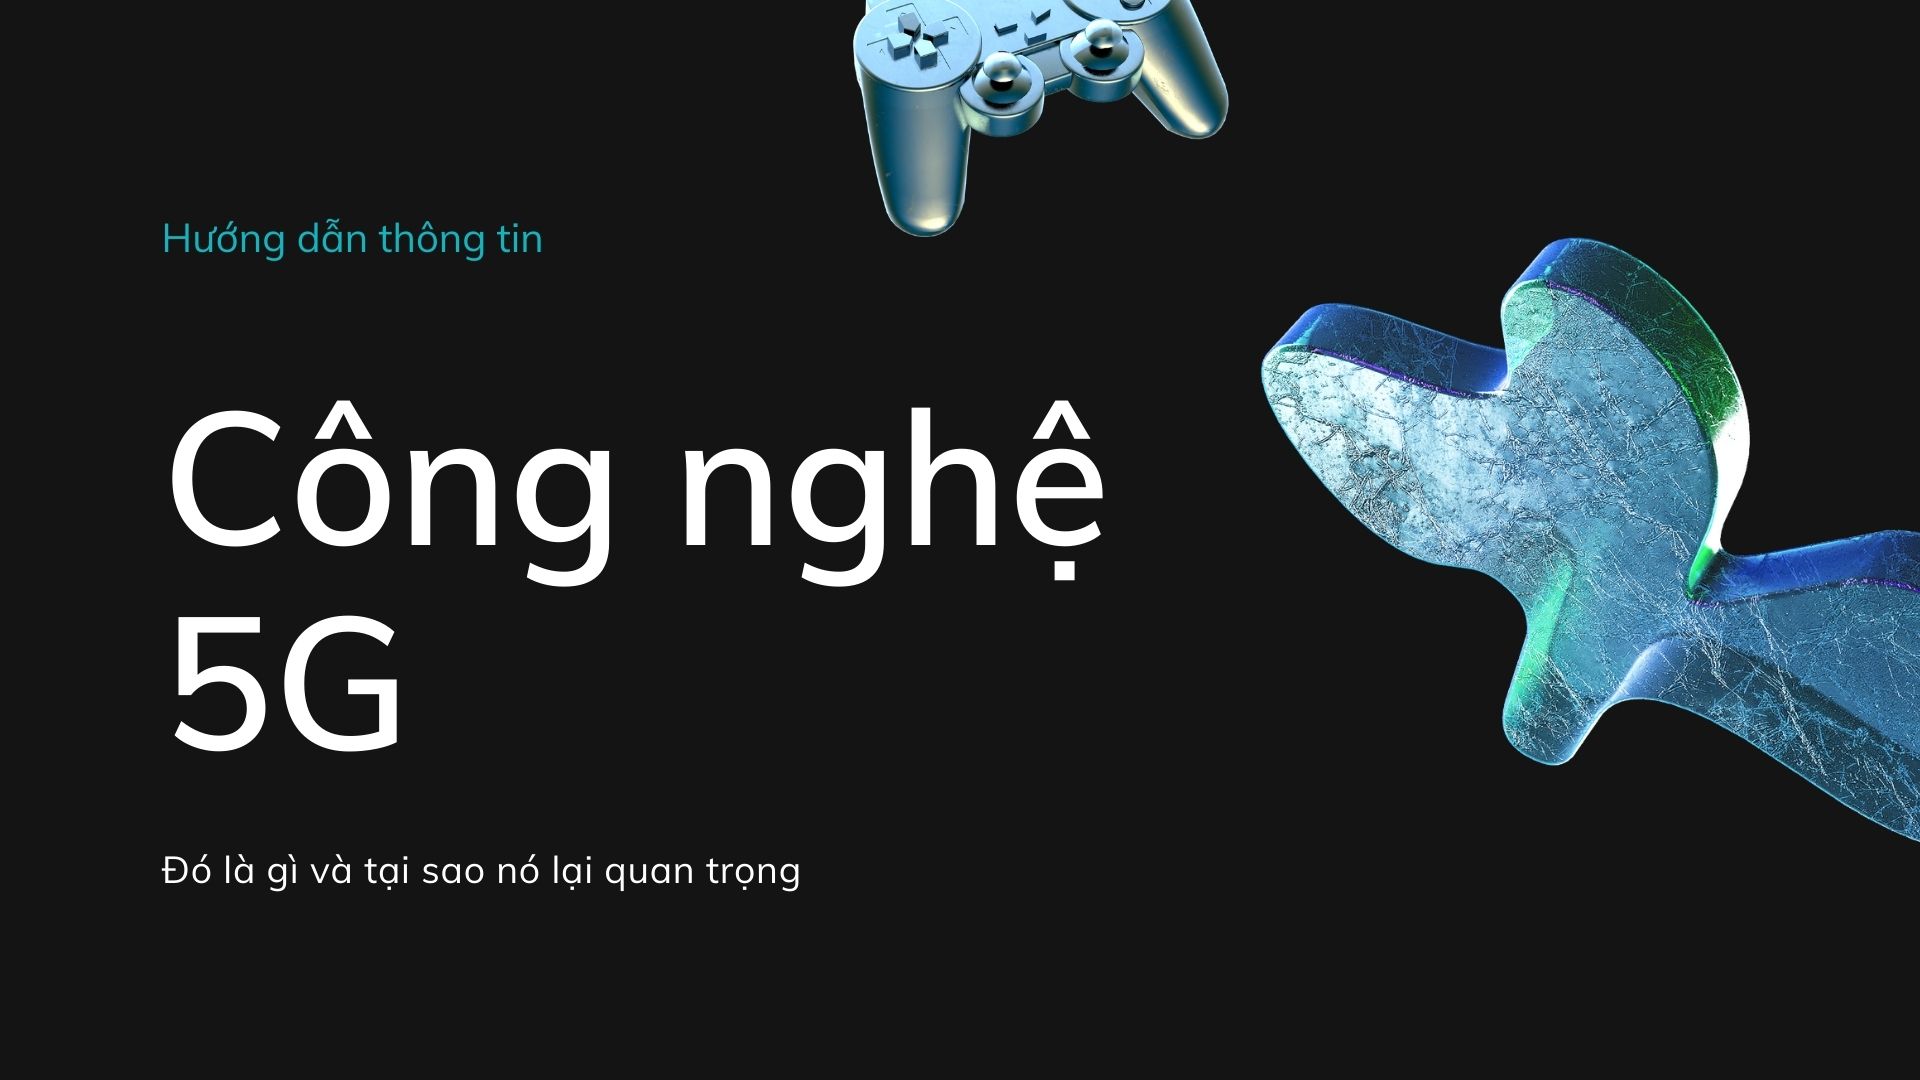 Hướng dẫn thông tin
Công nghệ
5G
Đó là gì và tại sao nó lại quan trọng